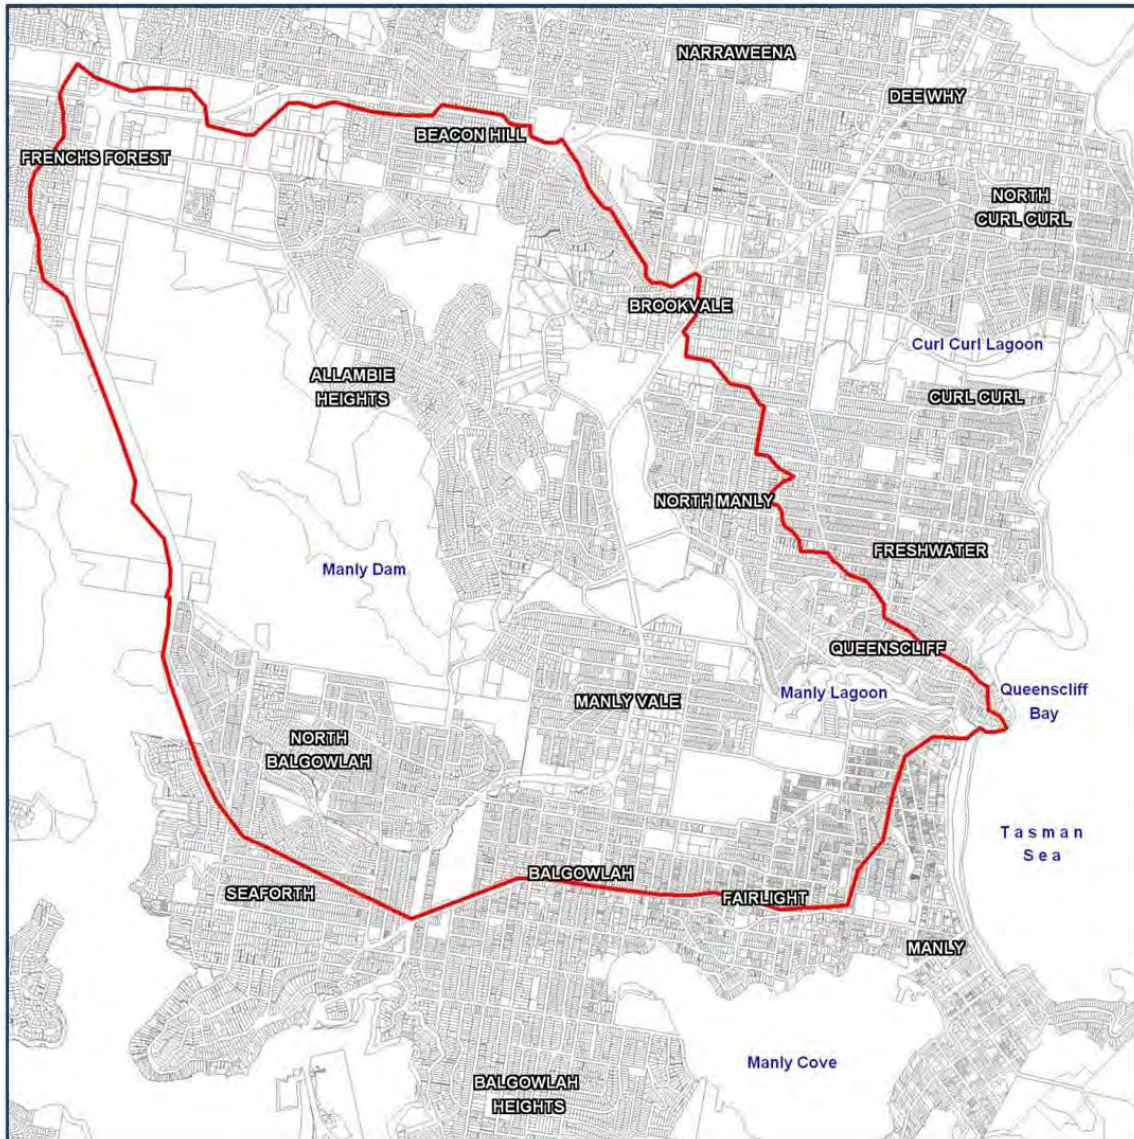 NARRAWEENA
DEE WHY
BEACON HILL
FRENCHS FOREST
NORTH
CURL CURL
BROOKVALE
Curl Curl Lagoon
ALLAMBIE
HEIGHTS
CURL CURL
NORTH MANLY
FRESHWATER
Manly Dam
QUEENSCLIFF
Manly Lagoon
Queenscliff
Bay
MANLY VALE
NORTH
BALGOWLAH
Tasman
Sea
BALGOWLAH
SEAFORTH
FAIRLIGHT
MANLY
Manly Cove
BALGOWLAH
HEIGHTS